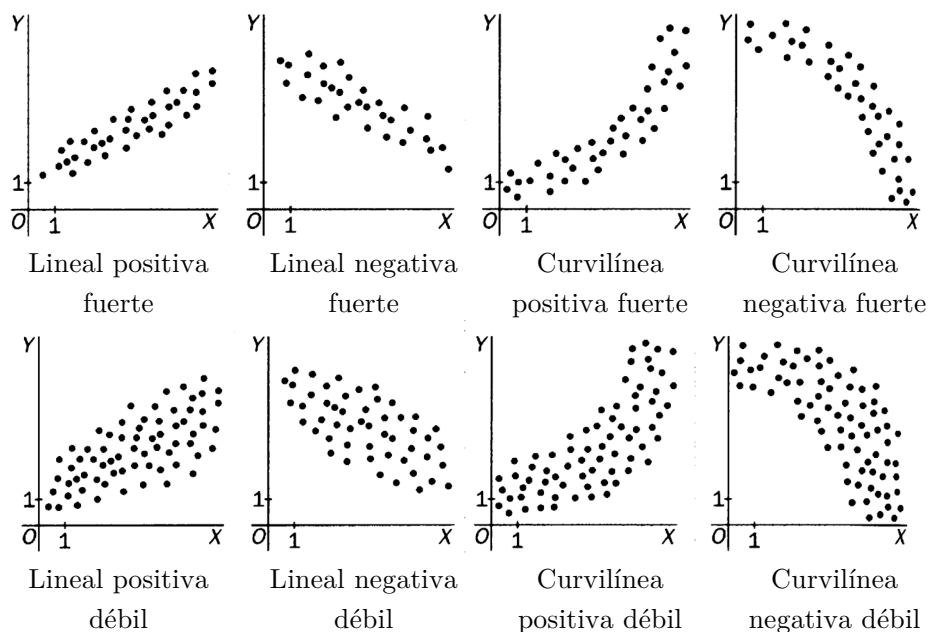 Y Y Y Y
1 1 1 1
O 1 X O 1 X O 1 X O 1 X
Lineal positiva Lineal negativa Curvilínea Curvilínea
fuerte fuerte positiva fuerte negativa fuerte
Y Y Y Y
1 1 1 1
O 1 X O 1 X O 1 X O 1 X
Lineal positiva Lineal negativa Curvilínea Curvilínea
débil débil positiva débil negativa débil